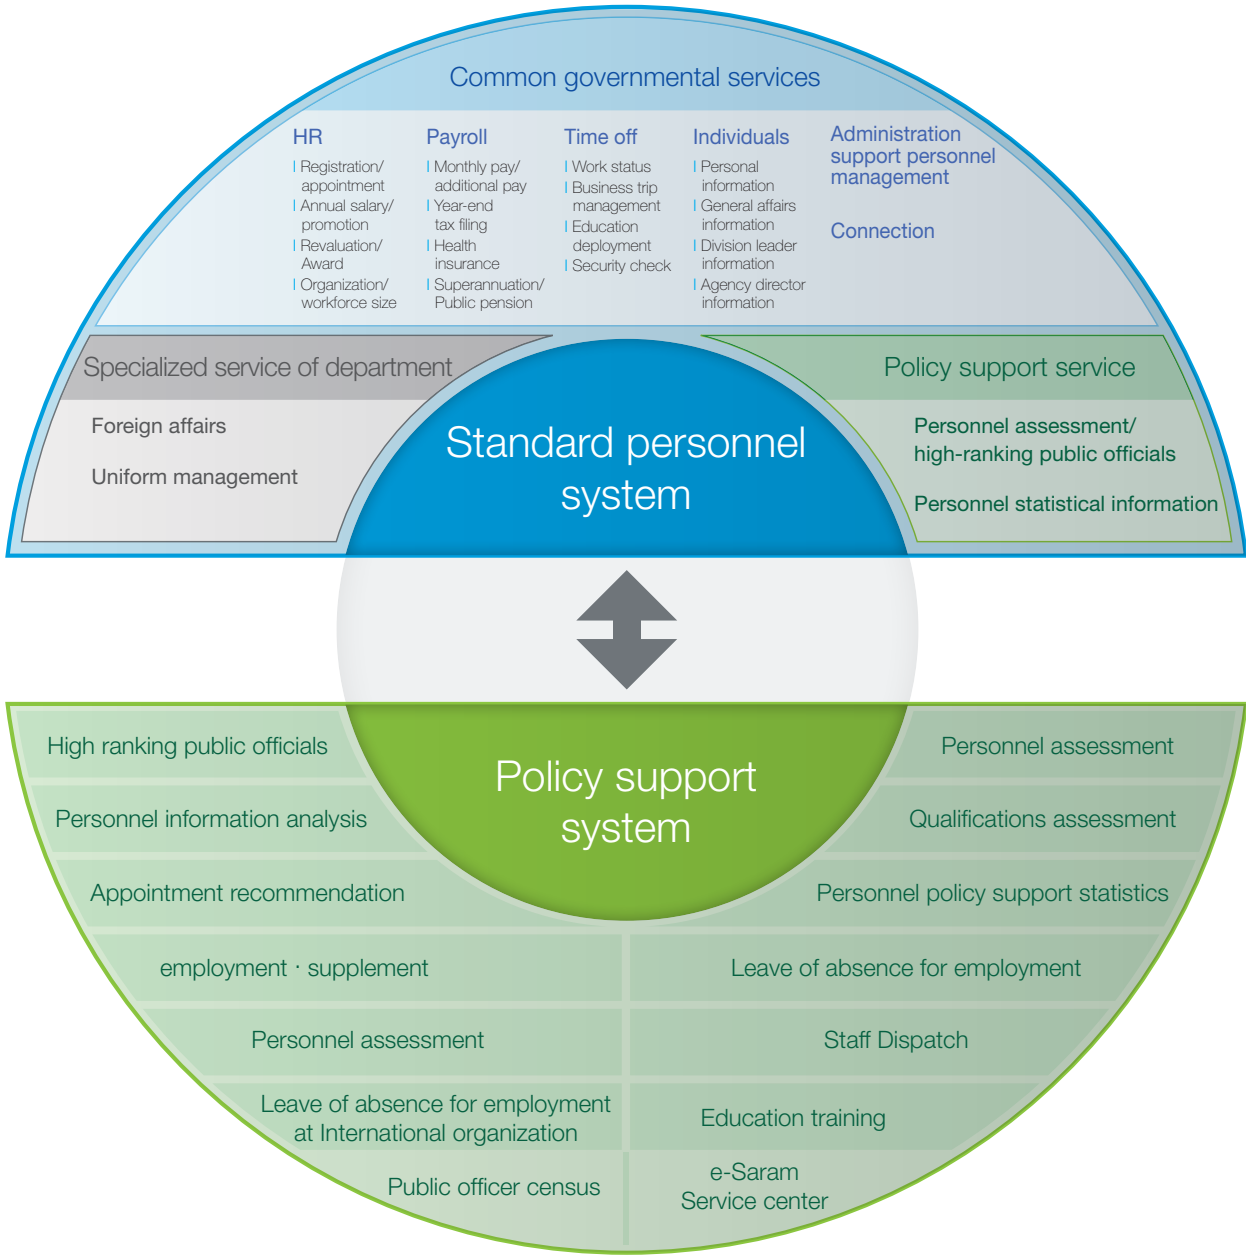 Common governmental services
HR
Registration/
appointment
Annual salary/
promotion
Revaluation/
Award
Organization/
workforce size
Payroll
Monthly pay/
additional pay
Year-end
tax filing
Health
insurance
Superannuation/
Public pension
Time off
Work status
Business trip
management
Education
deployment
Security check
Individuals
Personal
information
General affairs
information
Division leader
information
Agency director
information
Administration
support personnel
management
Connection
Specialized service of department
Foreign affairs
Uniform management
Standard personnel
system
Policy support service
Personnel assessment/
high-ranking public officials
Personnel statistical information
Policy support
system
High ranking public officials
Personnel assessment
Personnel information analysis
Qualifications assessment
Appointment recommendation
Personnel policy support statistics
employment · supplement
Leave of absence for employment
Personnel assessment
Staff Dispatch
Leave of absence for employment
at International organization
Education training
Public officer census
e-Saram
Service center